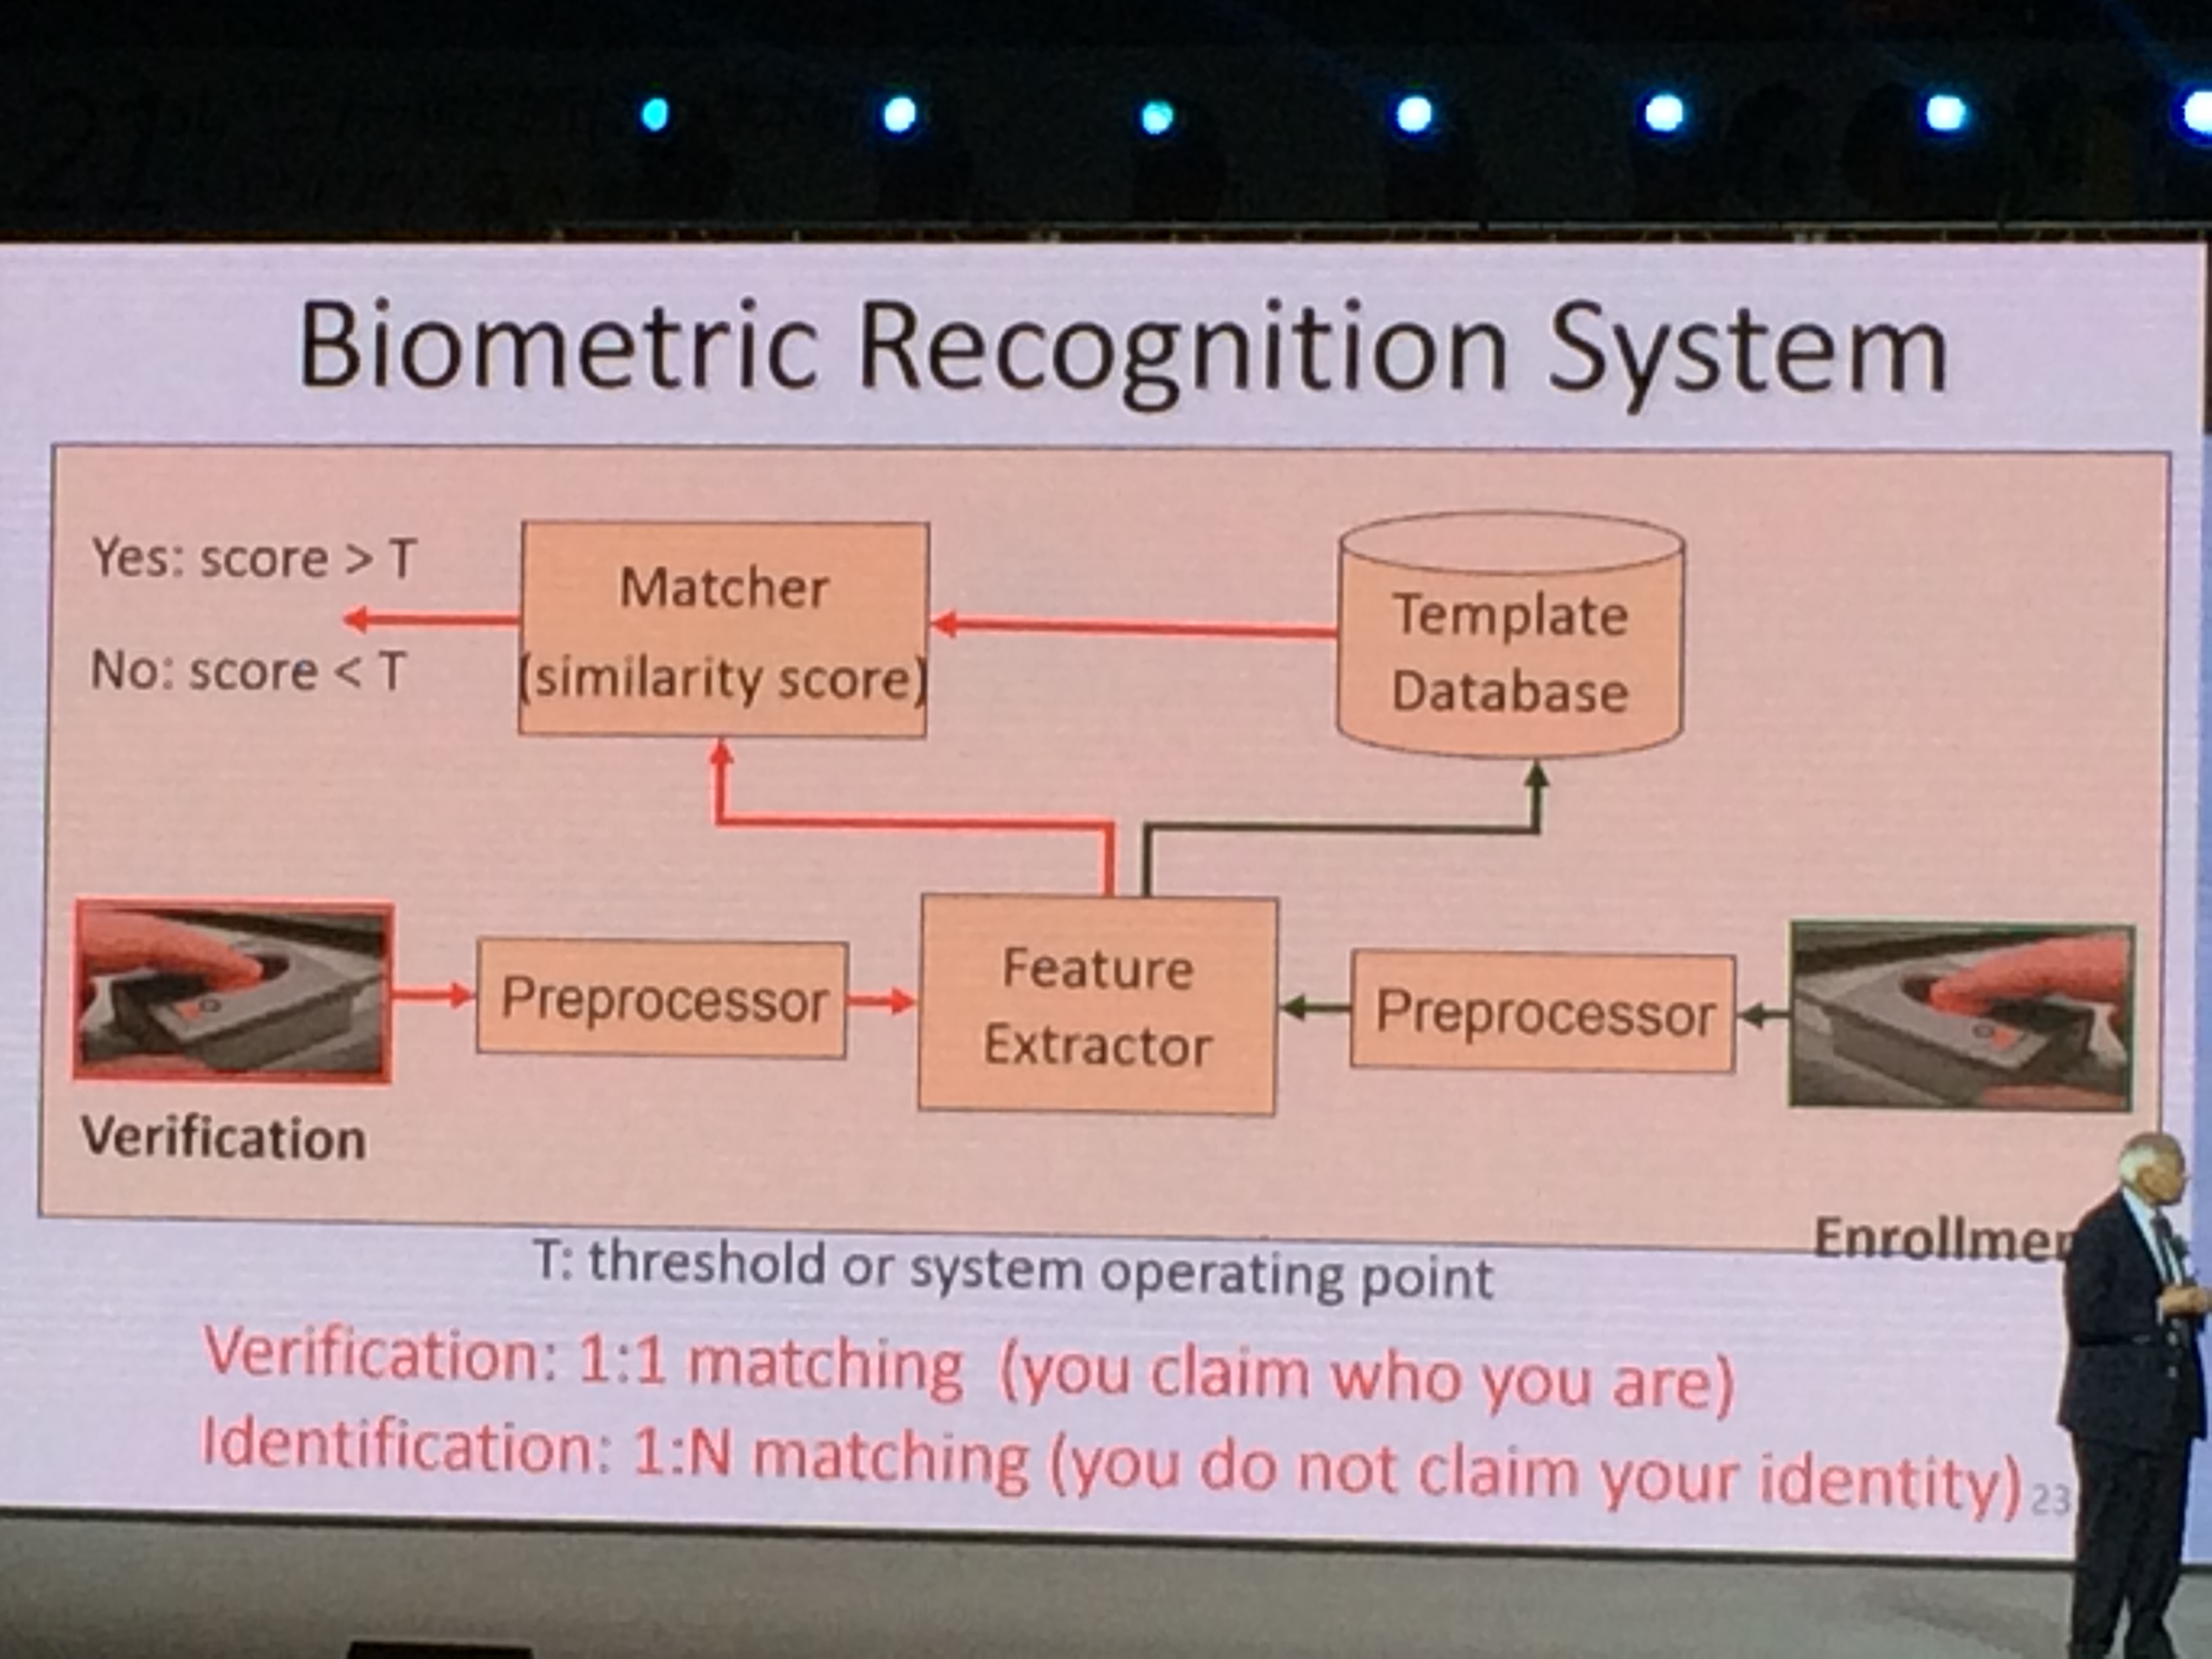 Biometric Recognition System
Yes: score > T
No: score < T
Matcher
(similarity score)
Template
Database
Preprocessor
Feature
Extractor
Preprocessor
Verification
Enrollmen
T: threshold or system operating point
Verification: 1:1 matching (you claim who you are)
Identification: 1:N matching (you do not claim your identity)
23